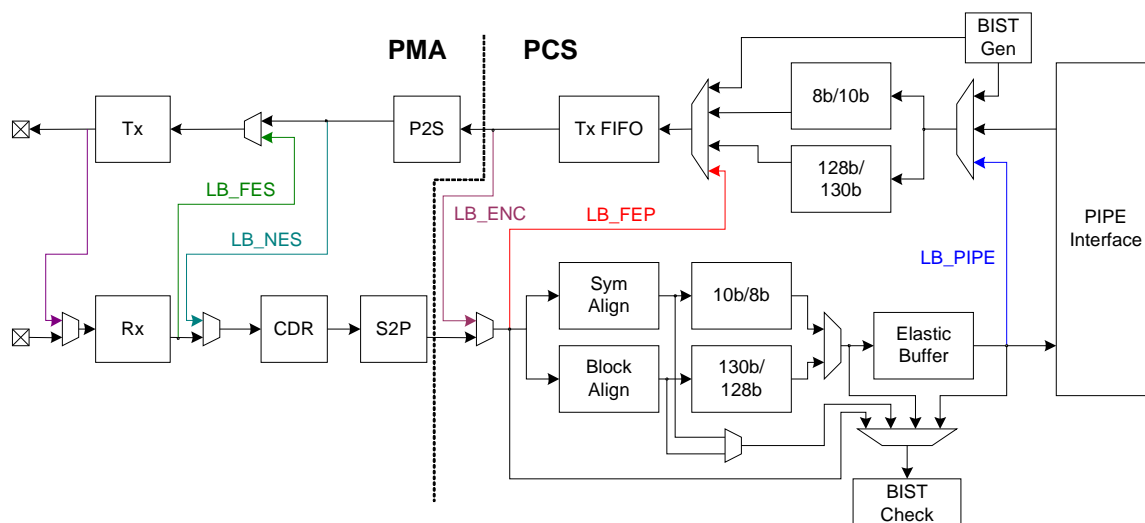 PMA
PCS
BIST
Gen
Tx
P2S
Tx FIFO
8b/10b
128b/
130b
PIPE
Interface
LB_FES
LB_NES
LB_ENC
LB_FEP
LB_PIPE
Rx
CDR
S2P
Sym
Align
10b/8b
Block
Align
130b/
128b
Elastic
Buffer
BIST
Check